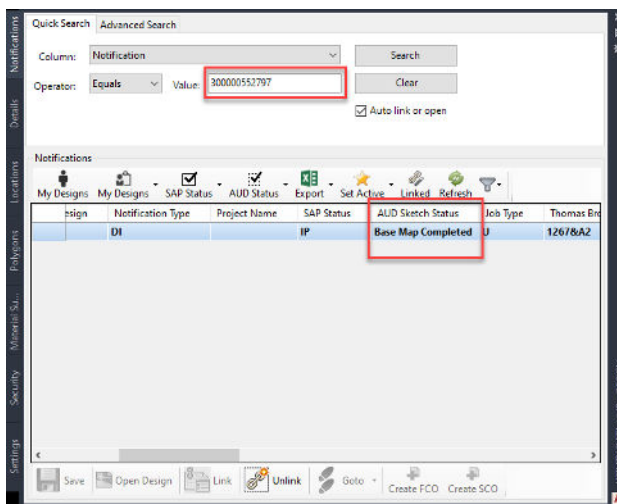 Quick Search Advanced Search
Column: Notification Search
Operator: Equals Value: 300000552797 Clear
Auto link or open
Notifications
My Designs My Designs SAP Status AUD Status Export Set Active Linked Refresh
esign Notification Type Project Name SAP Status AUD Sketch Status Job Type Thomas Bro
DI IP Base Map Completed U 1267&A2
Save Open Design Link Unlink Goto Create FCO Create SCO
Notifications
Details
Locations
Polygons
Material Su...
Security
Settings